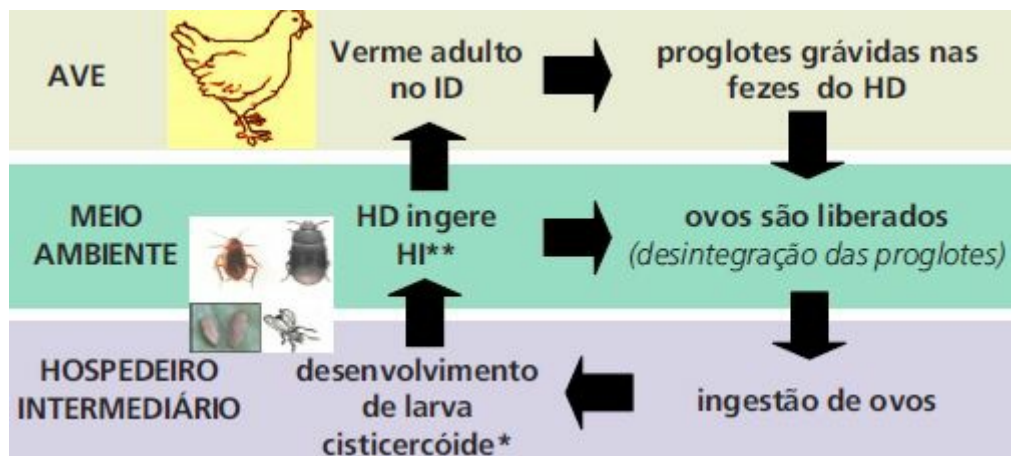 AVE
Verme adulto
no ID
proglotes grávidas nas
fezes do HD
MEIO
AMBIENTE
HD ingere
HI**
ovos são liberados
(desintegração das proglotes)
HOSPEDEIRO
INTERMEDIÁRIO
desenvolvimento
de larva
cisticercóide*
ingestão de ovos